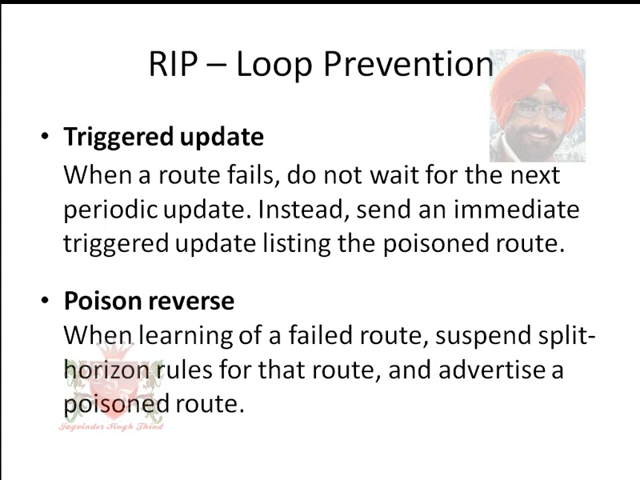 RIP – Loop Prevention
• Triggered update
When a route fails, do not wait for the next
periodic update. Instead, send an immediate
triggered update listing the poisoned route.
• Poison reverse
When learning of a failed route, suspend split-
horizon rules for that route, and advertise a
poisoned route.
Jagvinder Singh Thind